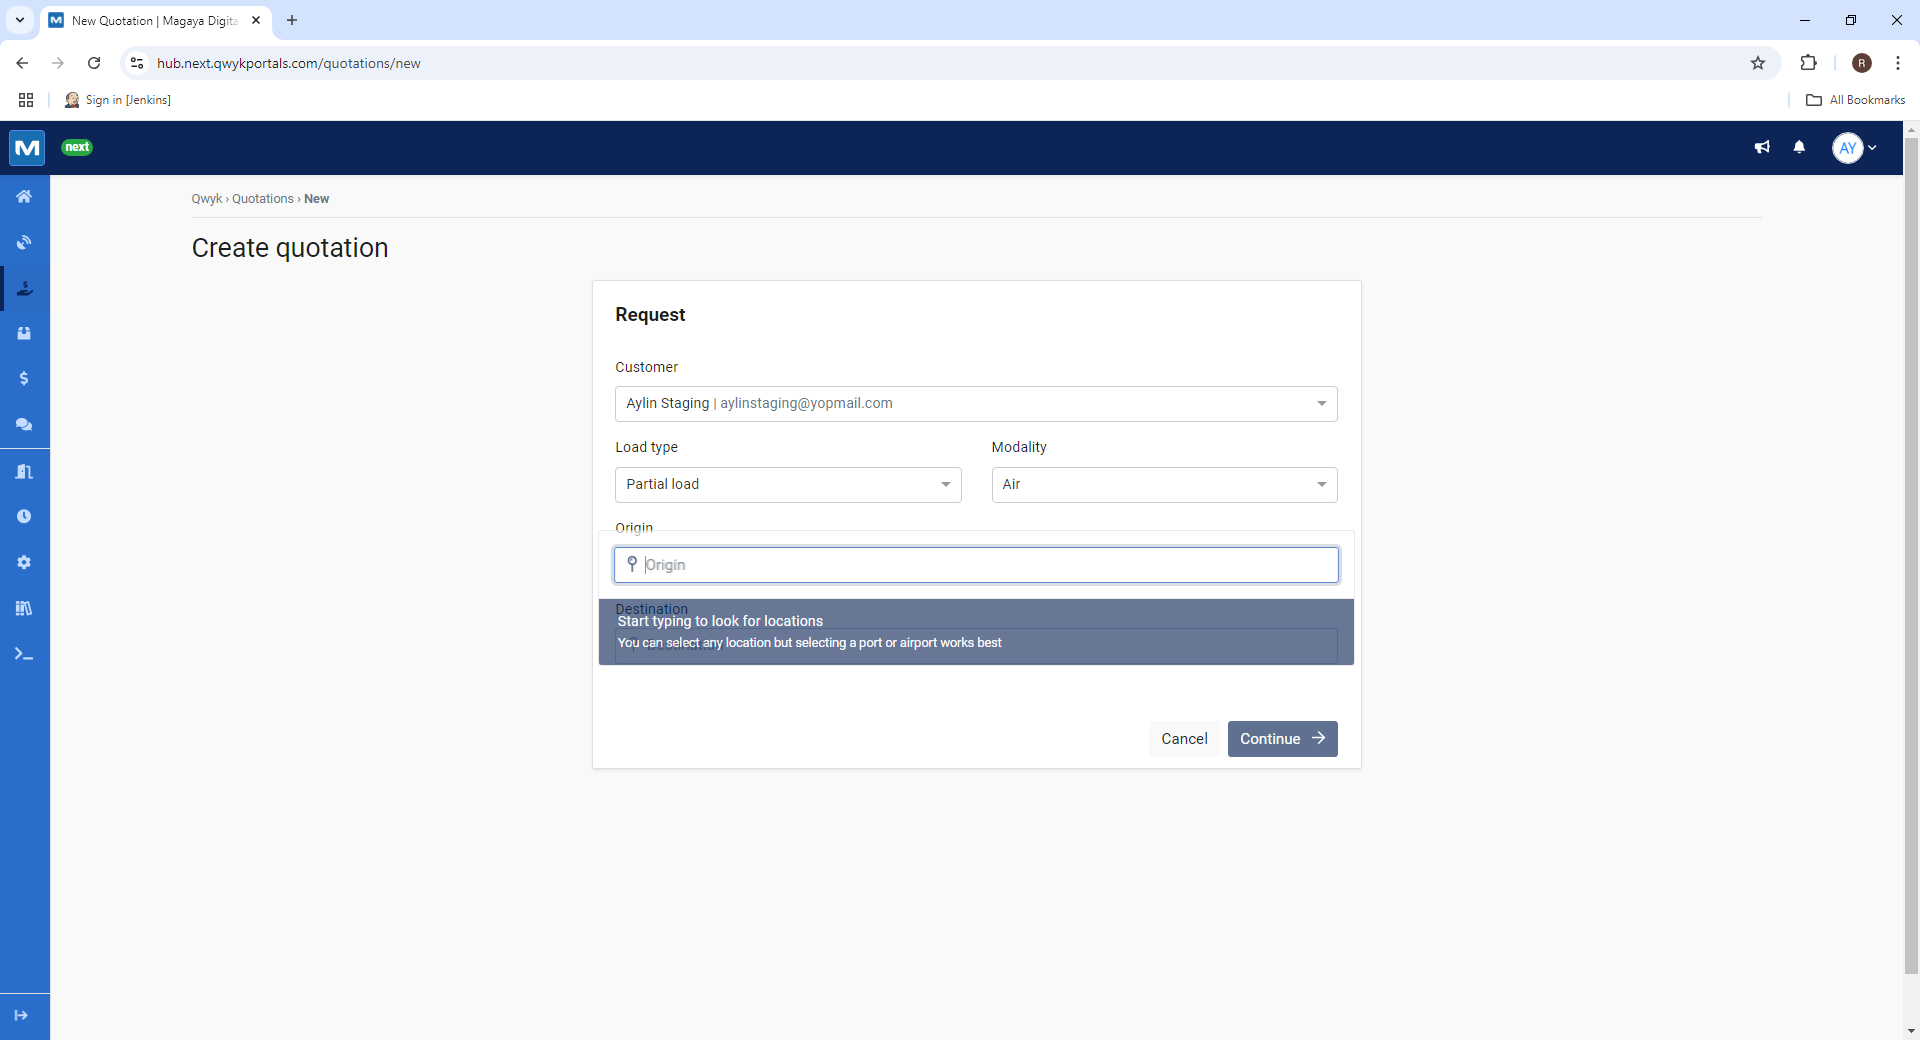 New Quotation | Magaya Digita
hub.next.qwykportals.com/quotations/new
R
Sign in [Jenkins]
All Bookmarks
M
next
AY
Qwyk › Quotations › New
Create quotation
Request
Customer
Aylin Staging | aylinstaging@yopmail.com
Load type
Modality
Partial load
Air
Origin
Origin
Destination
Start typing to look for locations
You can select any location but selecting a port or airport works best
Cancel
Continue